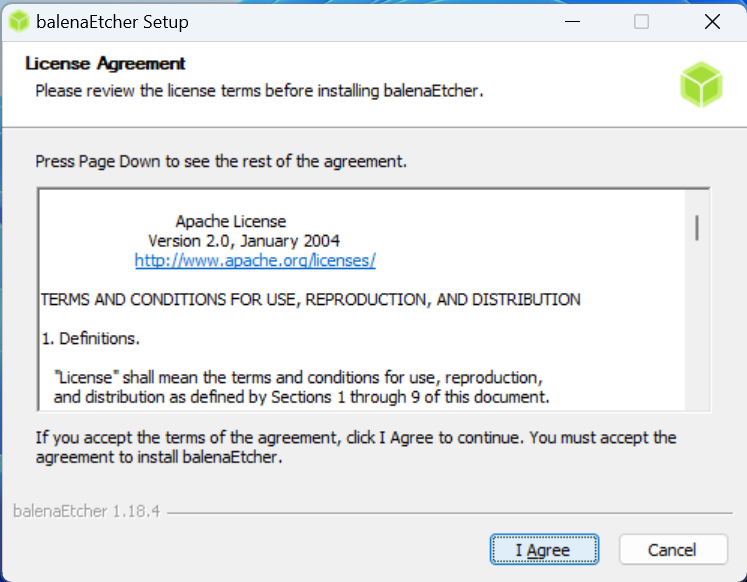 balenaEtcher Setup
License Agreement
Please review the license terms before installing balenaEtcher.
Press Page Down to see the rest of the agreement.
Apache License
Version 2.0, January 2004
http://www.apache.org/licenses/
TERMS AND CONDITIONS FOR USE, REPRODUCTION, AND DISTRIBUTION
1. Definitions.
"License" shall mean the terms and conditions for use, reproduction,
and distribution as defined by Sections 1 through 9 of this document.
If you accept the terms of the agreement, click I Agree to continue. You must accept the
agreement to install balenaEtcher.
balenaEtcher 1.18.4
I Agree
Cancel